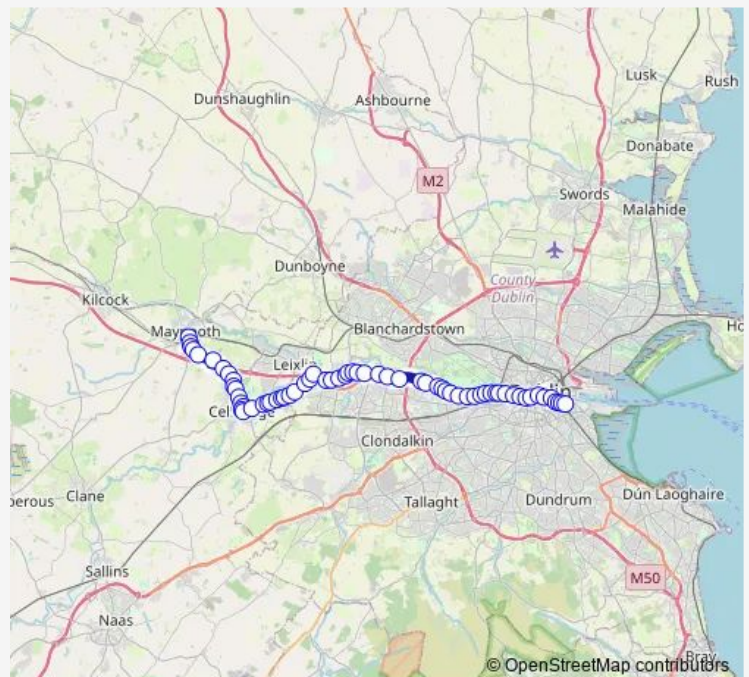 Lusk
Rush
Dunshaughlin
Ashbourne
Donabate
M2
Swords
Malahide
Dunboyne
County
Dublin
Kilcock
Blanchardstown
Clondalkin
Clane
Tallaght
Dundrum
Dún Laoghaire
Sallins
M50
Naas
Bray
© OpenStreetMap contributors